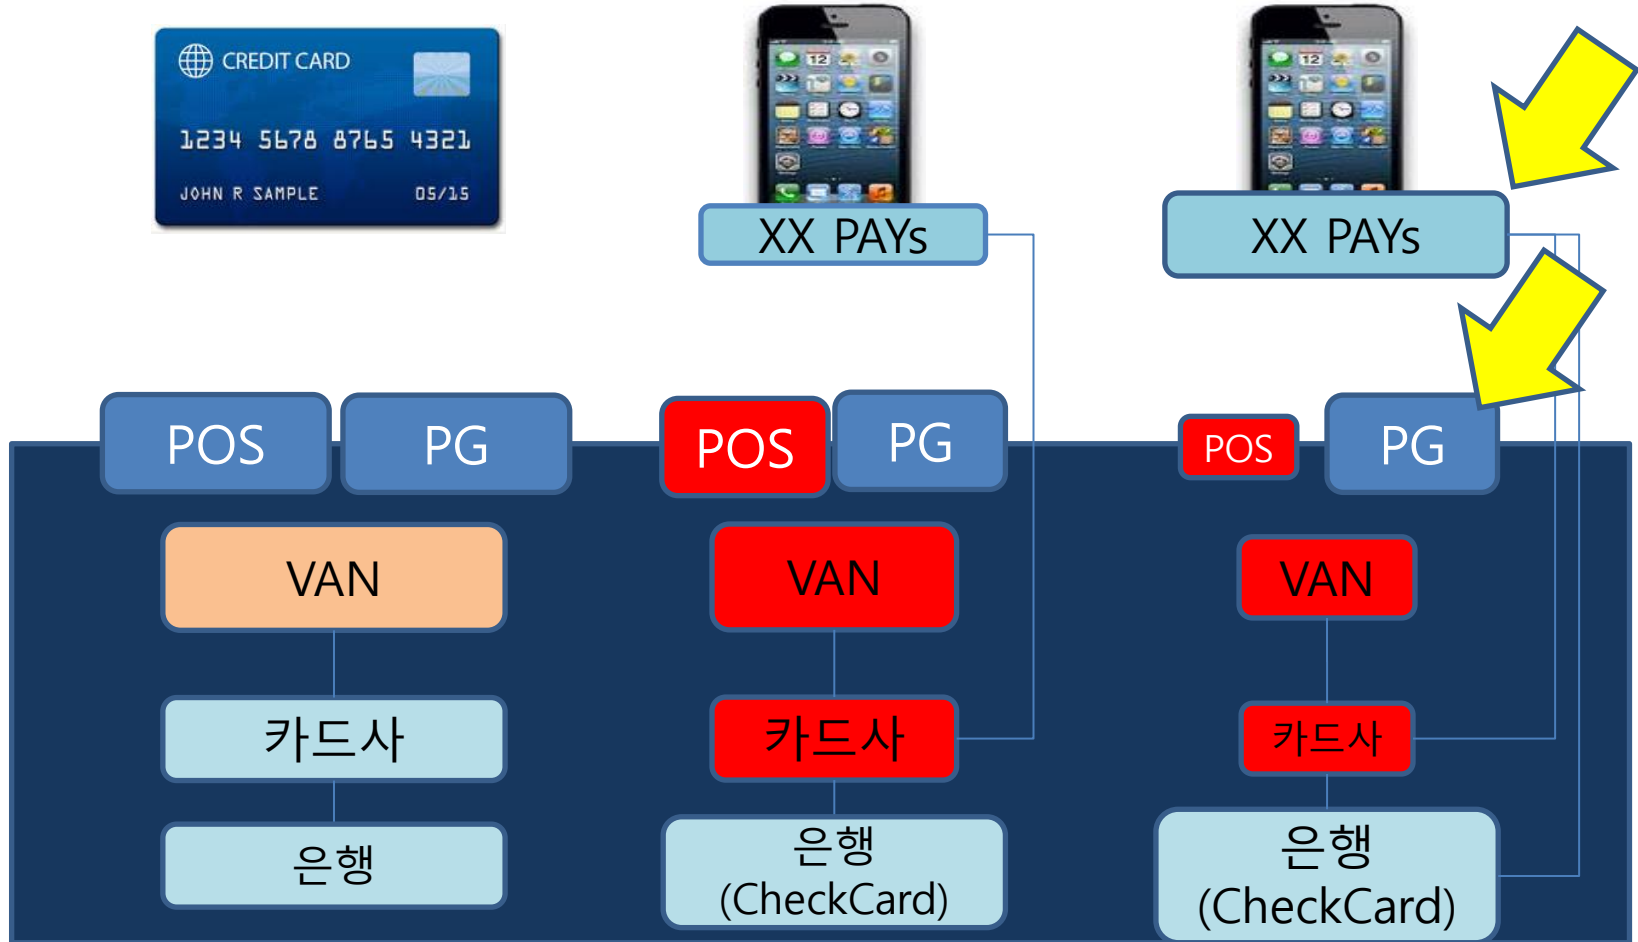 CREDIT CARD
1234 5678 8765 4321
JOHN R SAMPLE 05/15
12
XX PAYs
12
XX PAYs
POS PG
VAN
카드사
은행
POS PG
VAN
카드사
은행
(CheckCard)
POS PG
VAN
카드사
은행
(CheckCard)